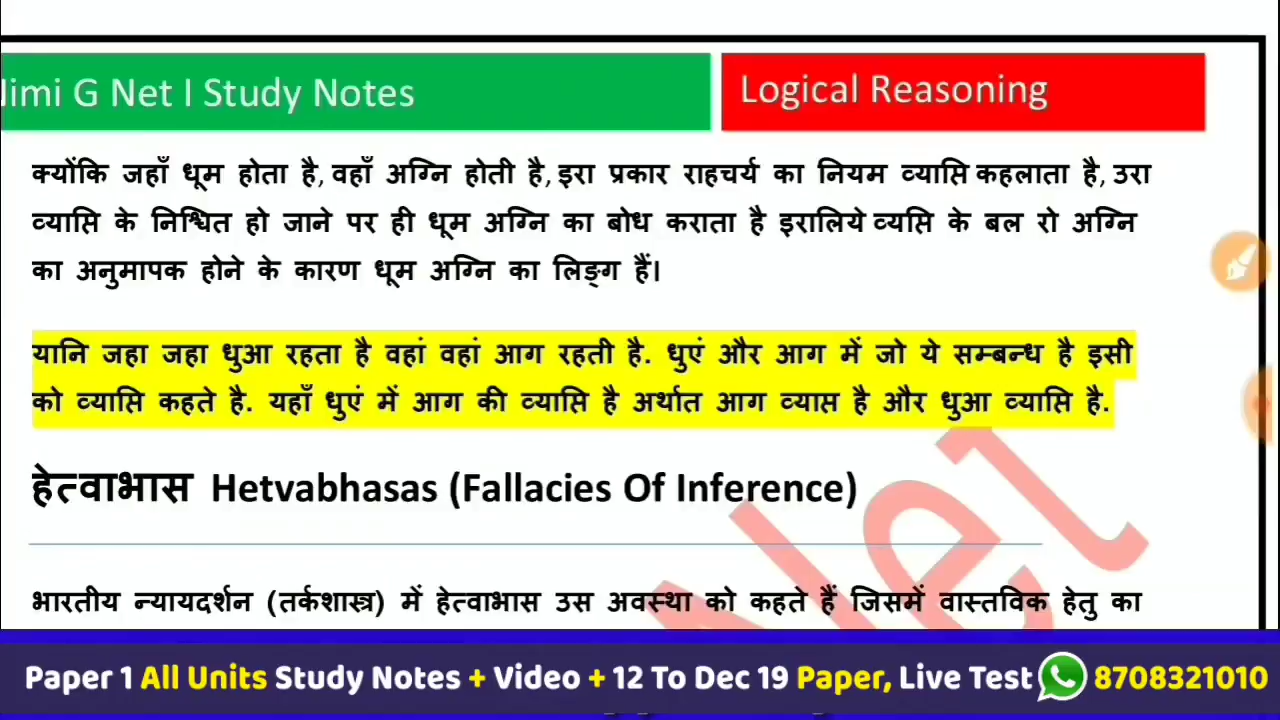 Jimi G Net I Study Notes
Logical Reasoning
क्योंकि जहाँ धूम होता है, वहाँ अग्नि होती है, इरा प्रकार राहचर्य का नियम व्याप्ति कहलाता है, उरा
व्याप्ति के निश्चित हो जाने पर ही धूम अग्नि का बोध कराता है इरालिये व्यप्ति के बल रो अग्नि
का अनुमापक होने के कारण धूम अग्नि का लिङ्ग हैं।
यानि जहा जहा धुआ रहता है वहां वहां आग रहती है. धुएं और आग में जो ये सम्बन्ध है इसी
को व्याप्ति कहते है. यहाँ धुएं में आग की व्याप्ति है अर्थात आग व्याप्त है और धुआ व्याप्ति है.
हेत्वाभास Hetvabhasas (Fallacies Of Inference)
भारतीय न्यायदर्शन (तर्कशास्त्र) में हेत्वाभास उस अवस्था को कहते हैं जिसमें वास्तविक हेतु का
Net
Paper 1 All Units Study Notes + Video + 12 To Dec 19 Paper, Live Test 8708321010